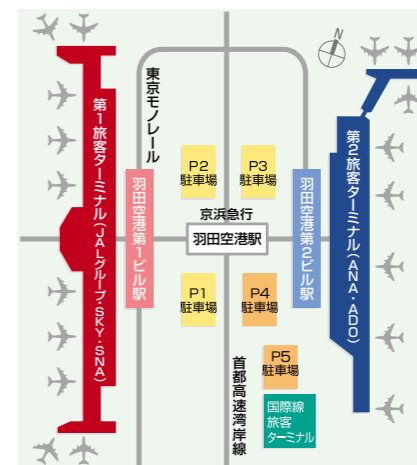 N
東京モノレール
第1旅客ターミナル(JALグループ・SKY・SNA)
第2旅客ターミナル(ANA・ADO)
P2
駐車場
P3
駐車場
羽田空港第1ビル駅
羽田空港第2ビル駅
京浜急行
羽田空港駅
P1
駐車場
P4
駐車場
首都高速湾岸線
P5
駐車場
国際線
旅客
ターミナル